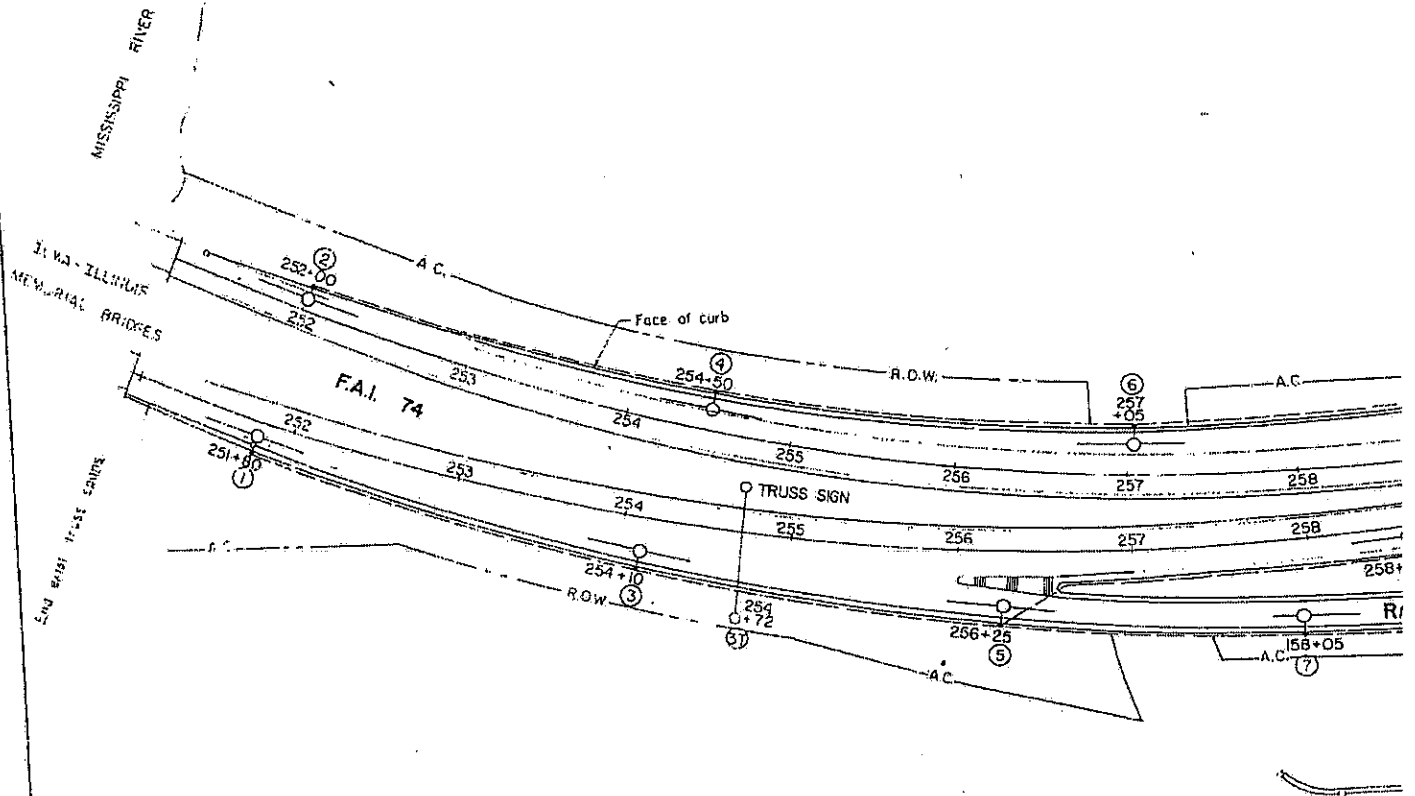 MISSISSIPPI RIVER
IOWA - ILLINOIS
MEMORIAL BRIDGES
②
252+00
252
A.C.
Face of curb
④
254+50
R.O.W.
⑥
257
+05
A.C.
253
F.A.I. 74
254
255
256
257
258
252
251+80
①
253
254
TRUSS SIGN
255
256
257
258
258+
A.C.
254+10
③
R.O.W.
254
+72
256+25
⑤
A.C.
158+05
⑦
A.C.